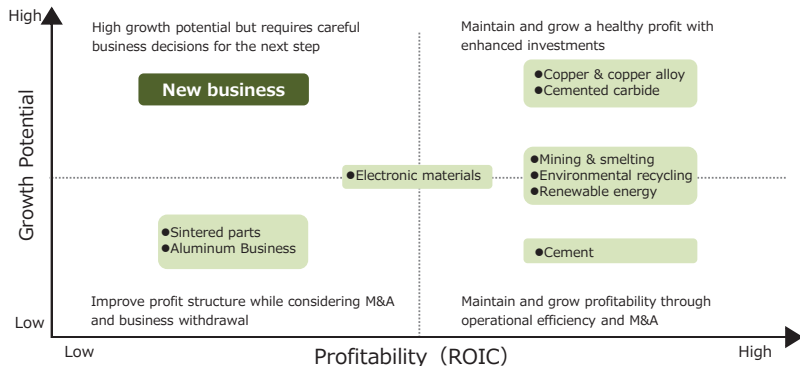 High
High growth potential but requires careful
business decisions for the next step
Maintain and grow a healthy profit with
enhanced investments
New business
●Copper & copper alloy
●Cemented carbide
Growth Potential
●Electronic materials
●Mining & smelting
●Environmental recycling
●Renewable energy
●Sintered parts
●Aluminum Business
●Cement
Improve profit structure while considering M&A
and business withdrawal
Maintain and grow profitability through
operational efficiency and M&A
Low
Low
Profitability（ROIC）
High